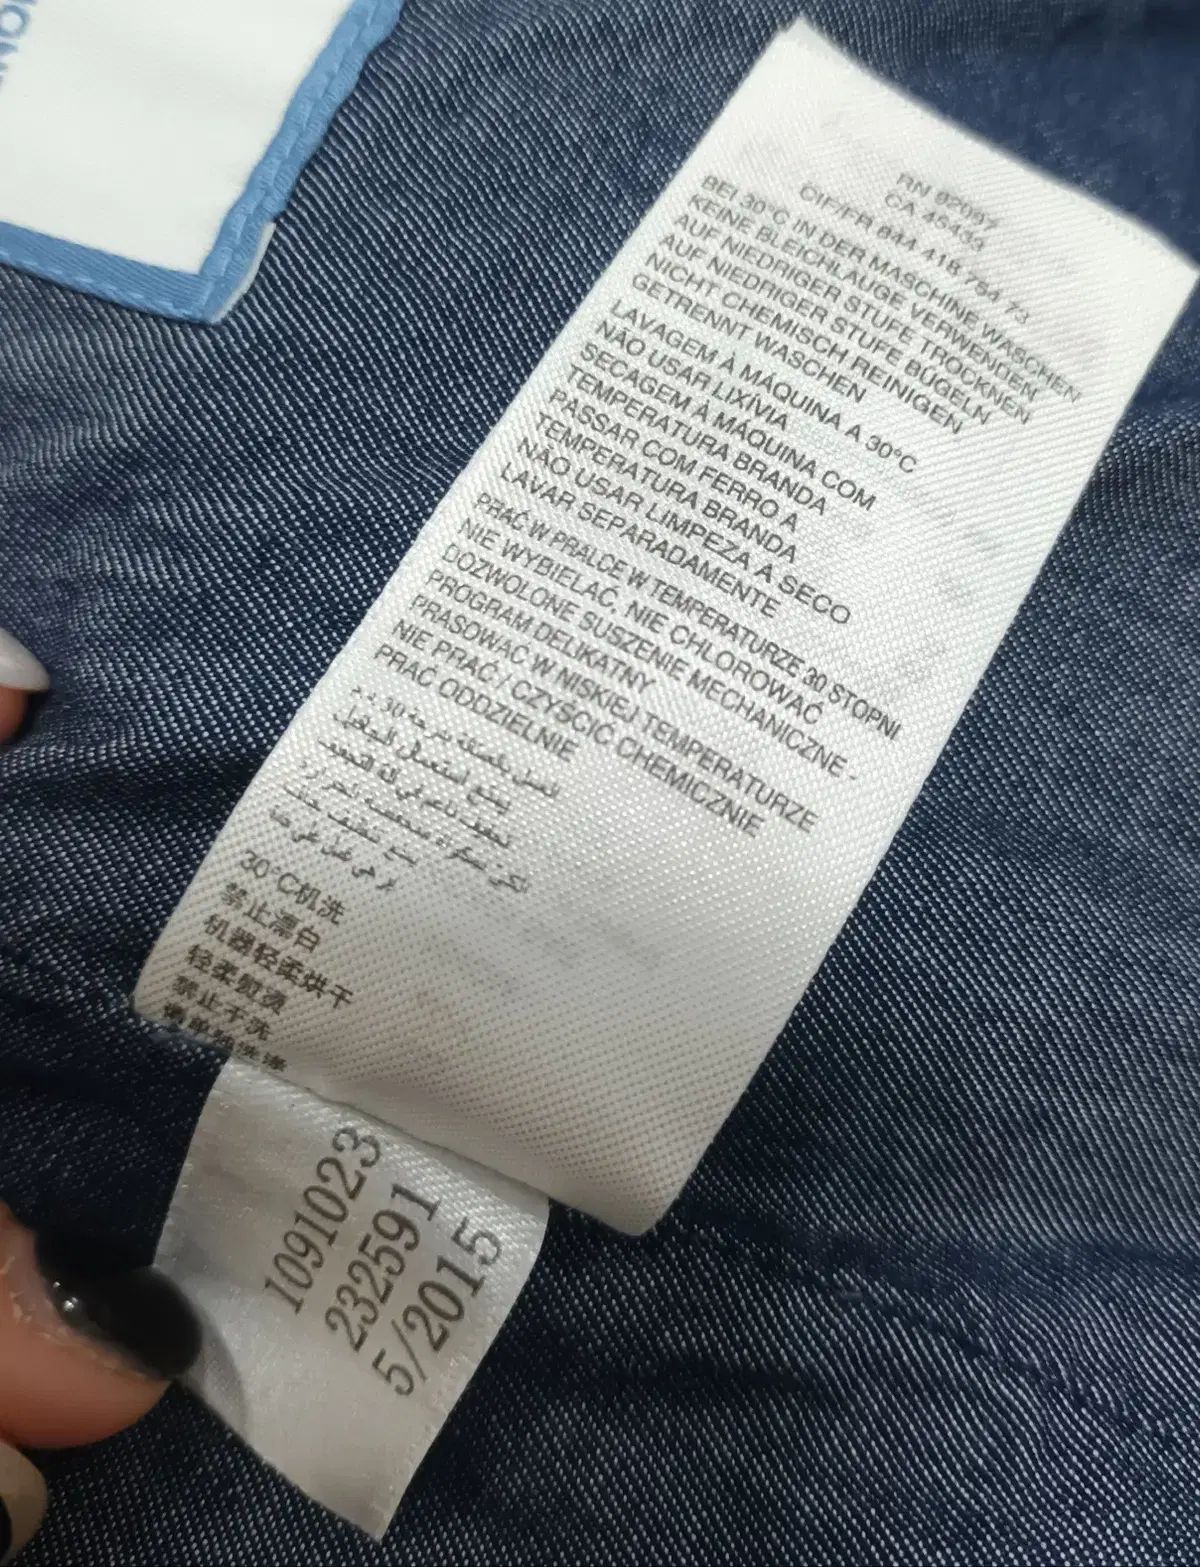 RN 92097
CA 45433
CIF/FR 844 418 754 73
BEI 30°C IN DER MASCHINE WASCHEN
KEINE BLEICHLAUGE VERWENDEN
AUF NIEDRIGER STUFE TROCKNEN
AUF NIEDRIGER STUFE BÜGELN
NICHT CHEMISCH REINIGEN
GETRENNT WASCHEN
LAVAGEM À MÁQUINA A 30°C
NÃO USAR LIXÍVIA
SECAGEM À MÁQUINA COM
TEMPERATURA BRANDA
PASSAR COM FERRO A
TEMPERATURA BRANDA
NÃO USAR LIMPEZA A SECO
LAVAR SEPARADAMENTE
PRAĆ W PRALCE W TEMPERATURZE 30 STOPNI
NIE WYBIELAĆ, NIE CHLOROWAĆ
DOZWOLONE SUSZENIE MECHANICZNE -
PROGRAM DELIKATNY
PRASOWAĆ W NISKIEJ TEMPERATURZE
NIE PRAĆ / CZYŚCIĆ CHEMICZNIE
PRAĆ ODDZIELNIE
30°C机洗
禁止漂白
机器轻柔烘干
轻柔熨烫
禁止干洗
1091023
232591
5/2015